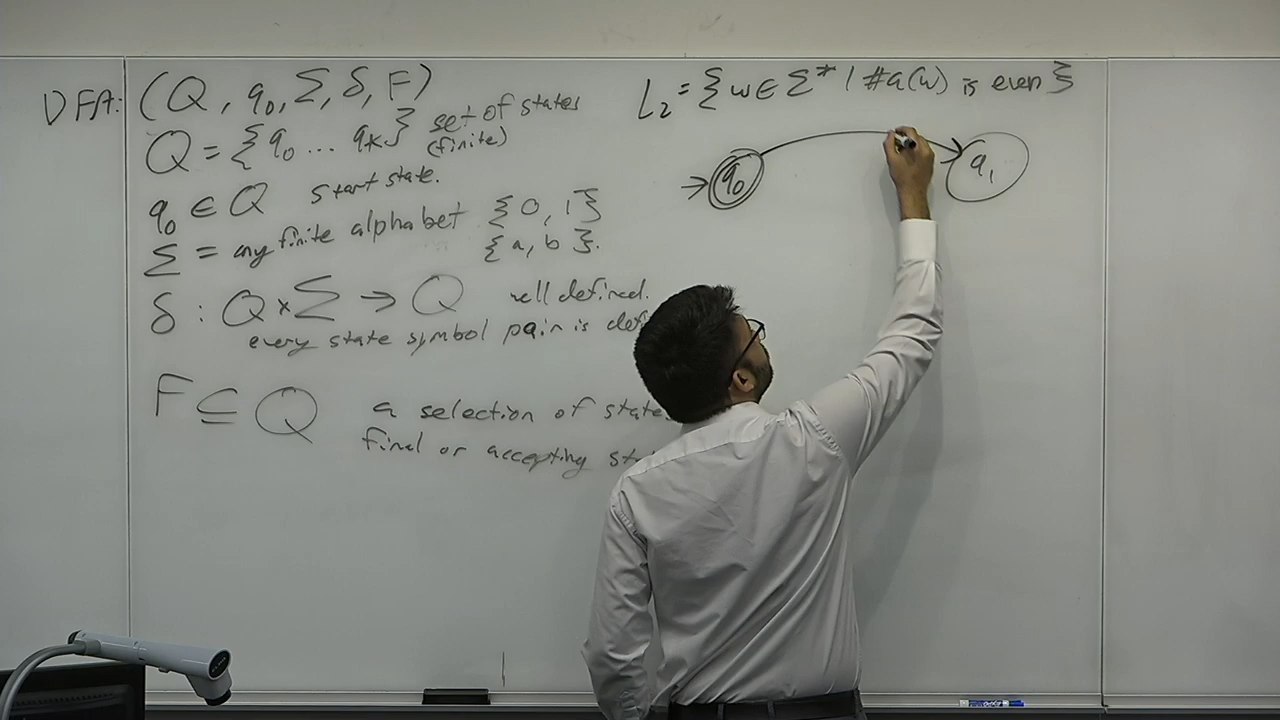 DFA: (Q, q0, Σ, δ, F)
Q = {q0 ... qk} set of states
(finite)
q0 ∈ Q start state.
Σ = any finite alphabet {0, 1}
{a, b}.
δ : Q × Σ → Q well defined.
every state symbol pair is
F ⊆ Q a selection of state
final or accepting
L2 = {w ∈ Σ* | #a(w) is even}
q0
q1